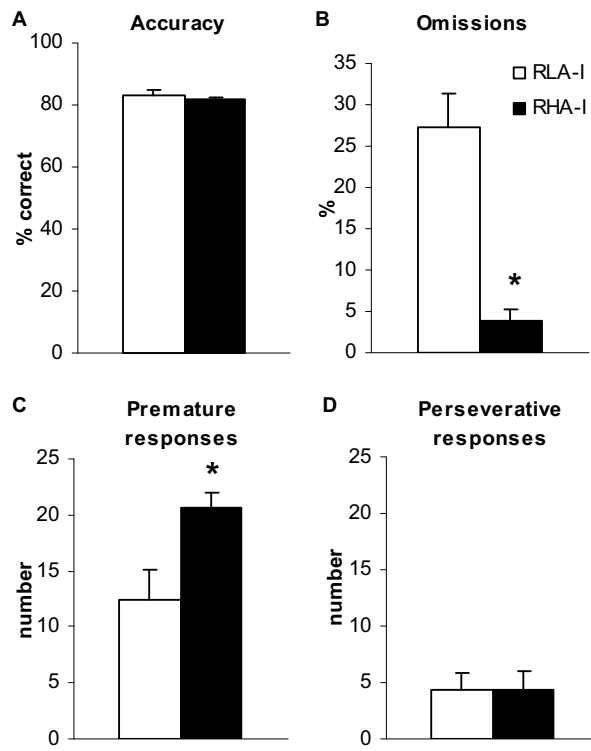 A Accuracy
% correct
100
80
60
40
20
0
B Omissions
RLA-I
RHA-I
%
35
30
25
20
15
10
5
0
*
C Premature
responses
number
25
20
15
10
5
0
*
D Perseverative
responses
number
25
20
15
10
5
0